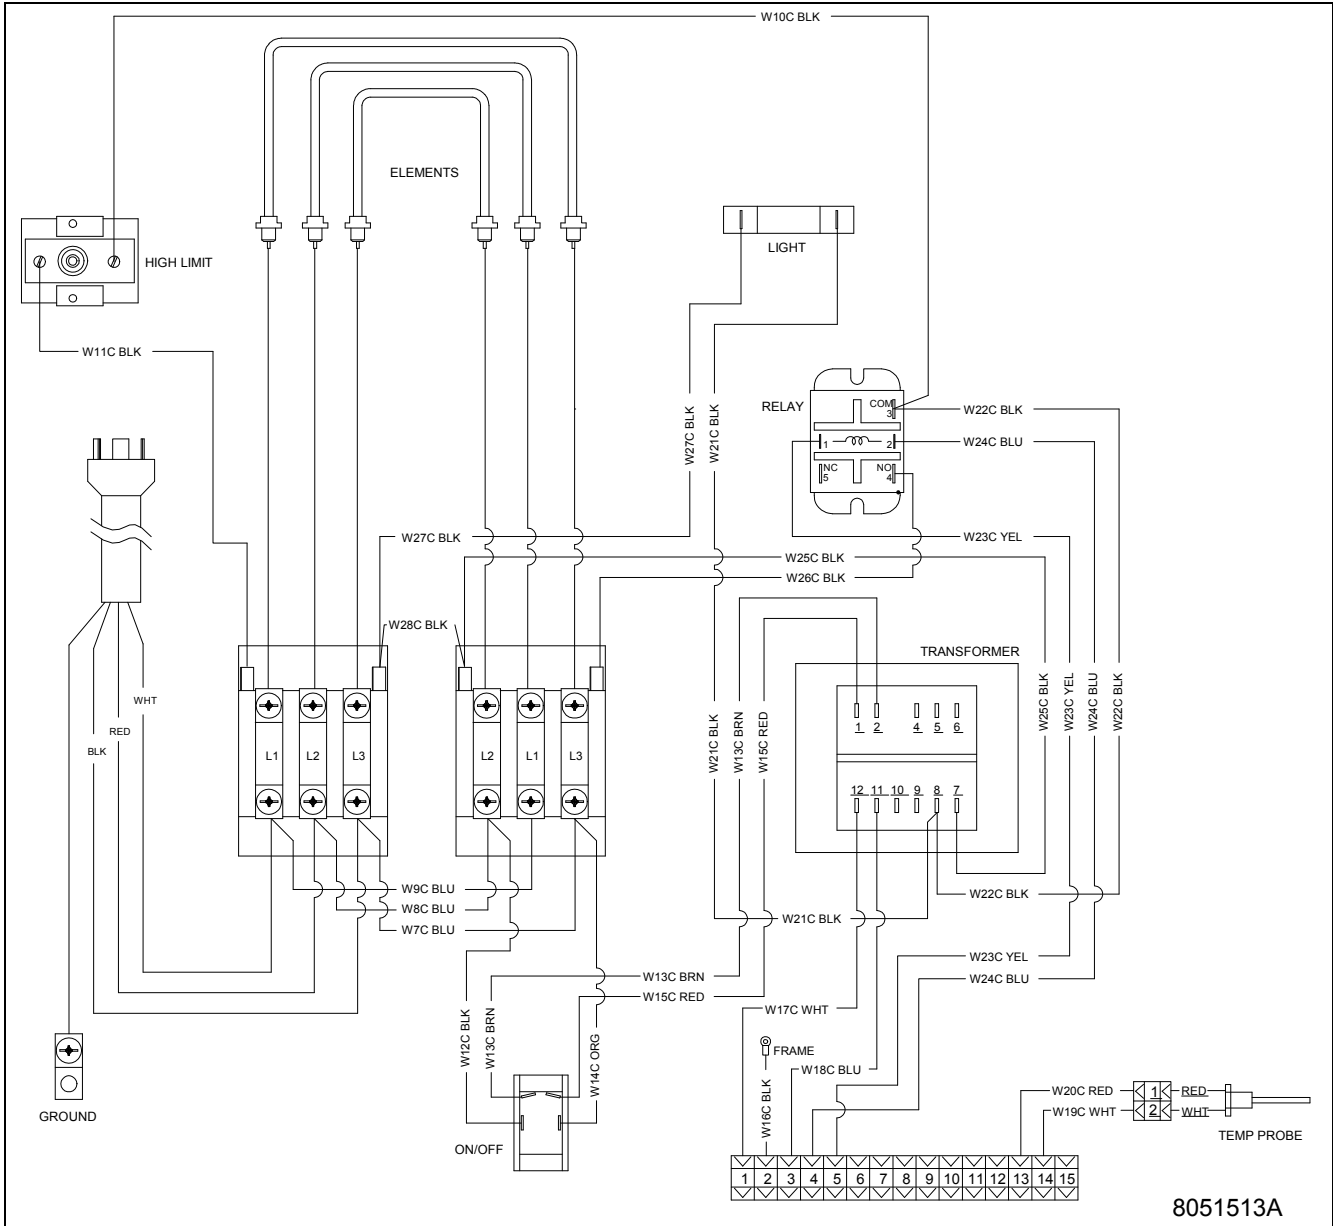 W10C BLK
ELEMENTS
LIGHT
HIGH LIMIT
W11C BLK
W27C BLK
W21C BLK
RELAY
COM
3
1
2
NC
5
NO
4
W22C BLK
W24C BLU
W27C BLK
W23C YEL
W25C BLK
W26C BLK
W28C BLK
TRANSFORMER
WHT
RED
BLK
W21C BLK
W13C BRN
W15C RED
W25C BLK
W23C YEL
W24C BLU
W22C BLK
1 2 4 5 6
L1 L2 L3
L2 L1 L3
12 11 10 9 8 7
W9C BLU
W8C BLU
W7C BLU
W22C BLK
W21C BLK
W23C YEL
W13C BRN
W24C BLU
W15C RED
W17C WHT
W12C BLK
W13C BRN
W14C ORG
FRAME
W18C BLU
W16C BLK
GROUND
ON/OFF
W20C RED
1
RED
W19C WHT
2
WHT
TEMP PROBE
1 2 3 4 5 6 7 8 9 10 11 12 13 14 15
8051513A